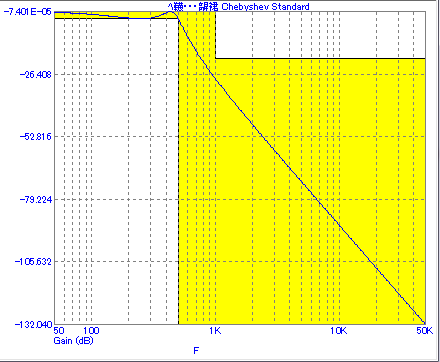 Chebyshev Standard
-7.401E-05
-26.408
-52.816
-79.224
-105.632
-132.040
50 100 1K 10K 50K
Gain (dB)
F